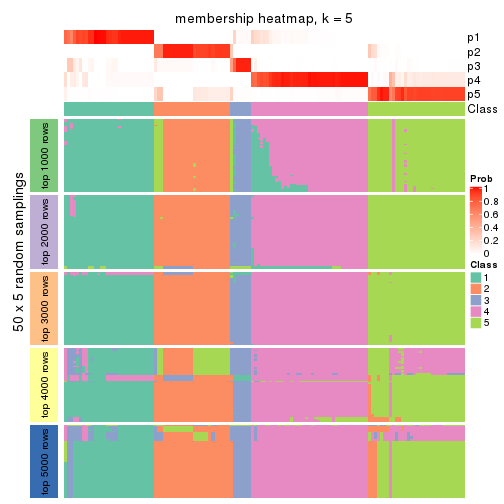 membership heatmap, k = 5
p1
p2
p3
p4
p5
Class
50 x 5 random samplings
top 1000 rows
top 2000 rows
top 3000 rows
top 4000 rows
top 5000 rows
Prob
1
0.8
0.6
0.4
0.2
0
Class
1
2
3
4
5